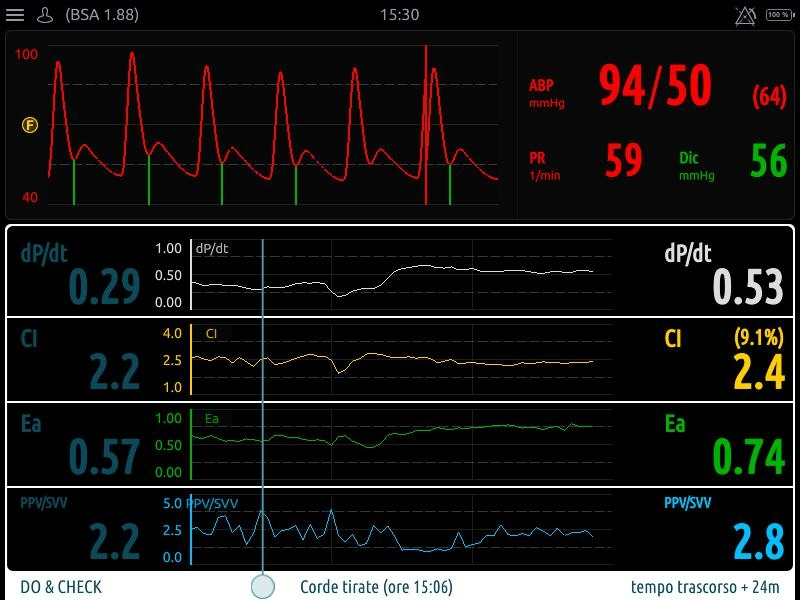 (BSA 1.88) 15:30 100 %
100
F
40
ABP
mmHg
94/50
(64)
PR
1/min
59
Dic
mmHg
56
dP/dt
0.29
1.00
0.50
0.00
dP/dt
dP/dt
0.53
CI
2.2
4.0
2.5
1.0
CI
CI
(9.1%)
2.4
Ea
0.57
1.00
0.50
0.00
Ea
Ea
0.74
PPV/SVV
2.2
5.0
2.5
0.0
PPV/SVV
PPV/SVV
2.8
DO & CHECK Corde tirate (ore 15:06) tempo trascorso + 24m